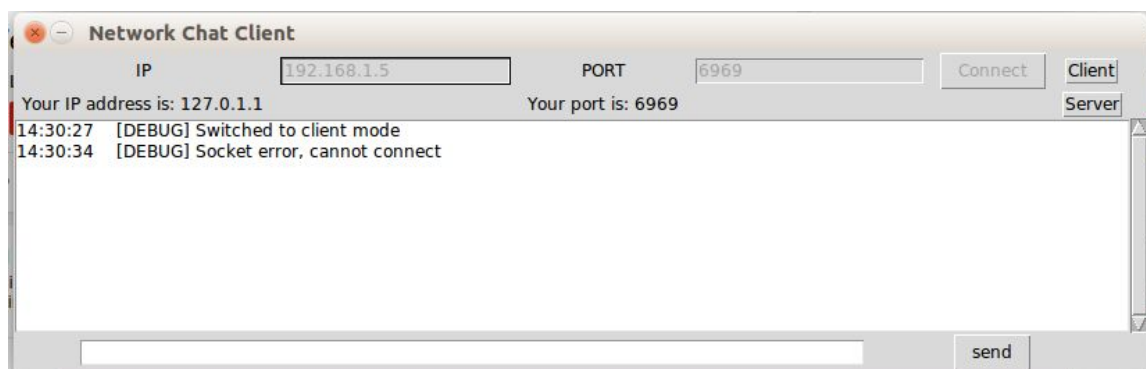 Network Chat Client
IP 192.168.1.5 PORT 6969 Connect Client
Your IP address is: 127.0.1.1 Your port is: 6969 Server
14:30:27 [DEBUG] Switched to client mode
14:30:34 [DEBUG] Socket error, cannot connect
send